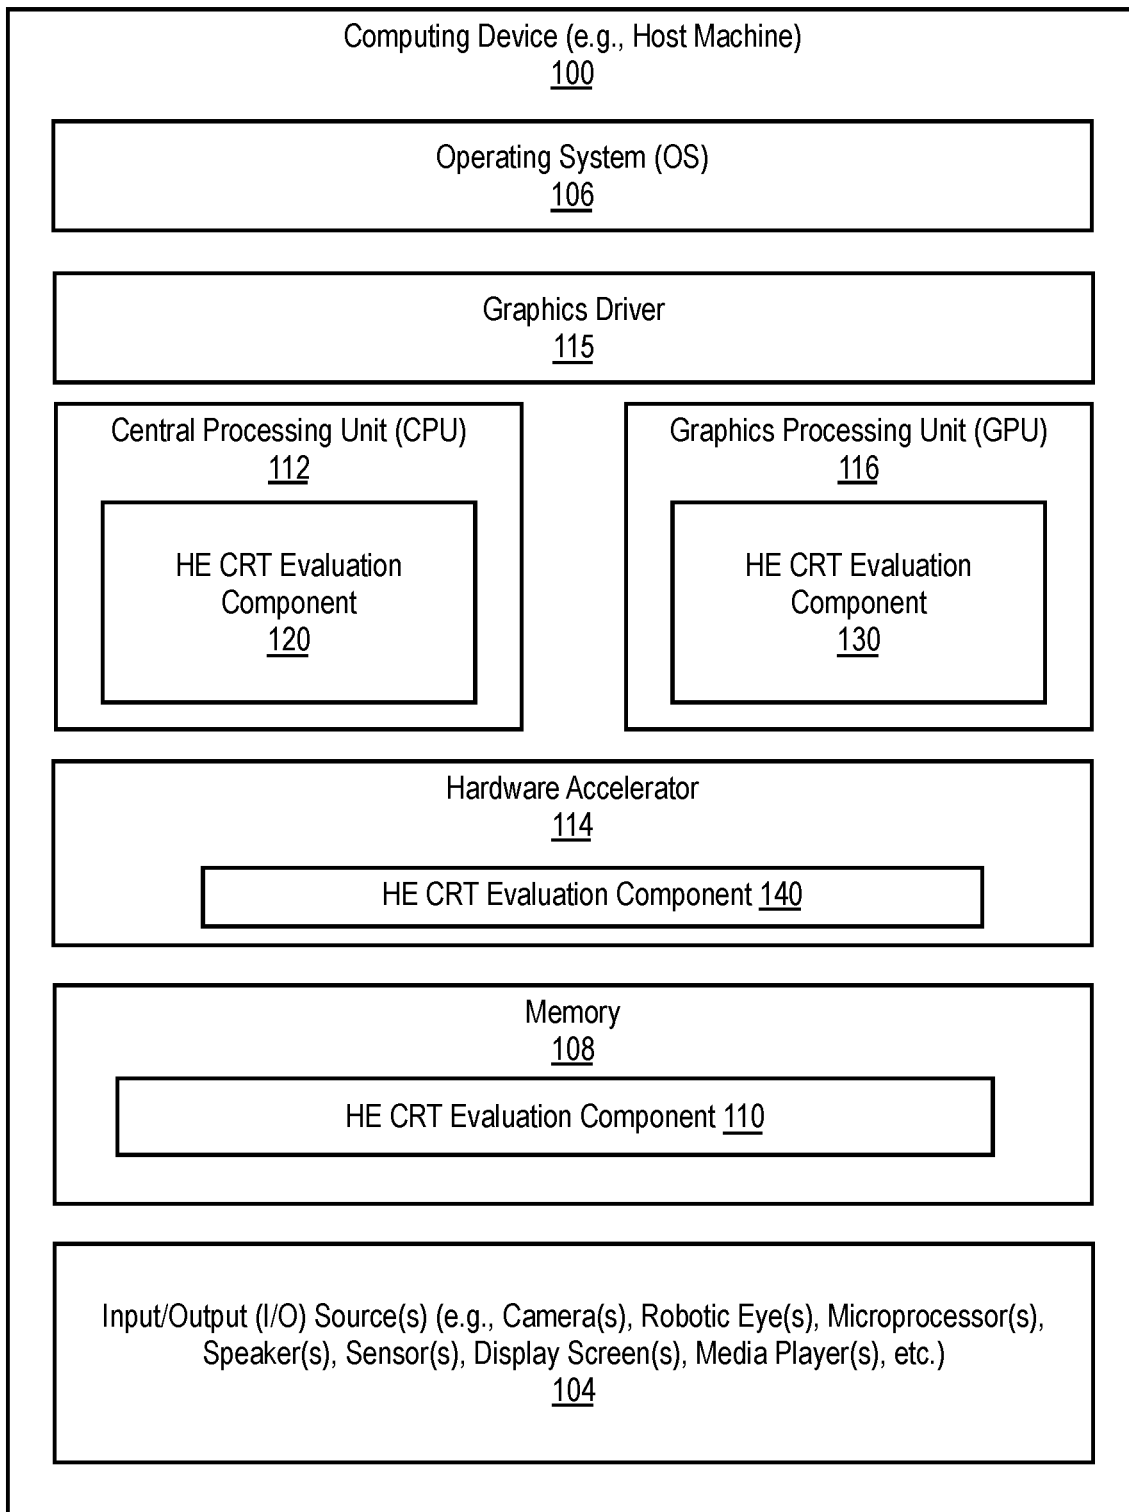 Computing Device (e.g., Host Machine)
100
Operating System (OS)
106
Graphics Driver
115
Central Processing Unit (CPU)
112
HE CRT Evaluation
Component
120
Graphics Processing Unit (GPU)
116
HE CRT Evaluation
Component
130
Hardware Accelerator
114
HE CRT Evaluation Component 140
Memory
108
HE CRT Evaluation Component 110
Input/Output (I/O) Source(s) (e.g., Camera(s), Robotic Eye(s), Microprocessor(s),
Speaker(s), Sensor(s), Display Screen(s), Media Player(s), etc.)
104